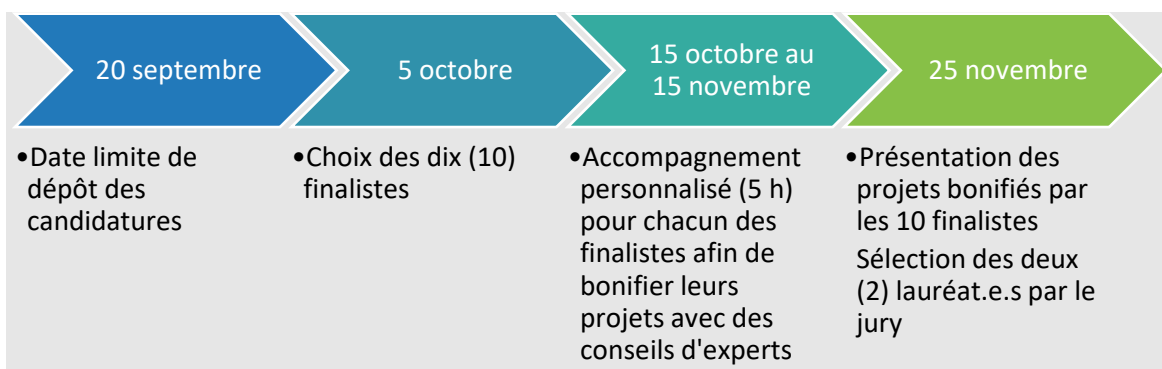 20 septembre
5 octobre
15 octobre au
15 novembre
25 novembre
•Date limite de
dépôt des
candidatures
•Choix des dix (10)
finalistes
•Accompagnement
personnalisé (5 h)
pour chacun des
finalistes afin de
bonifier leurs
projets avec des
conseils d'experts
•Présentation des
projets bonifiés par
les 10 finalistes
Sélection des deux
(2) lauréat.e.s par le
jury